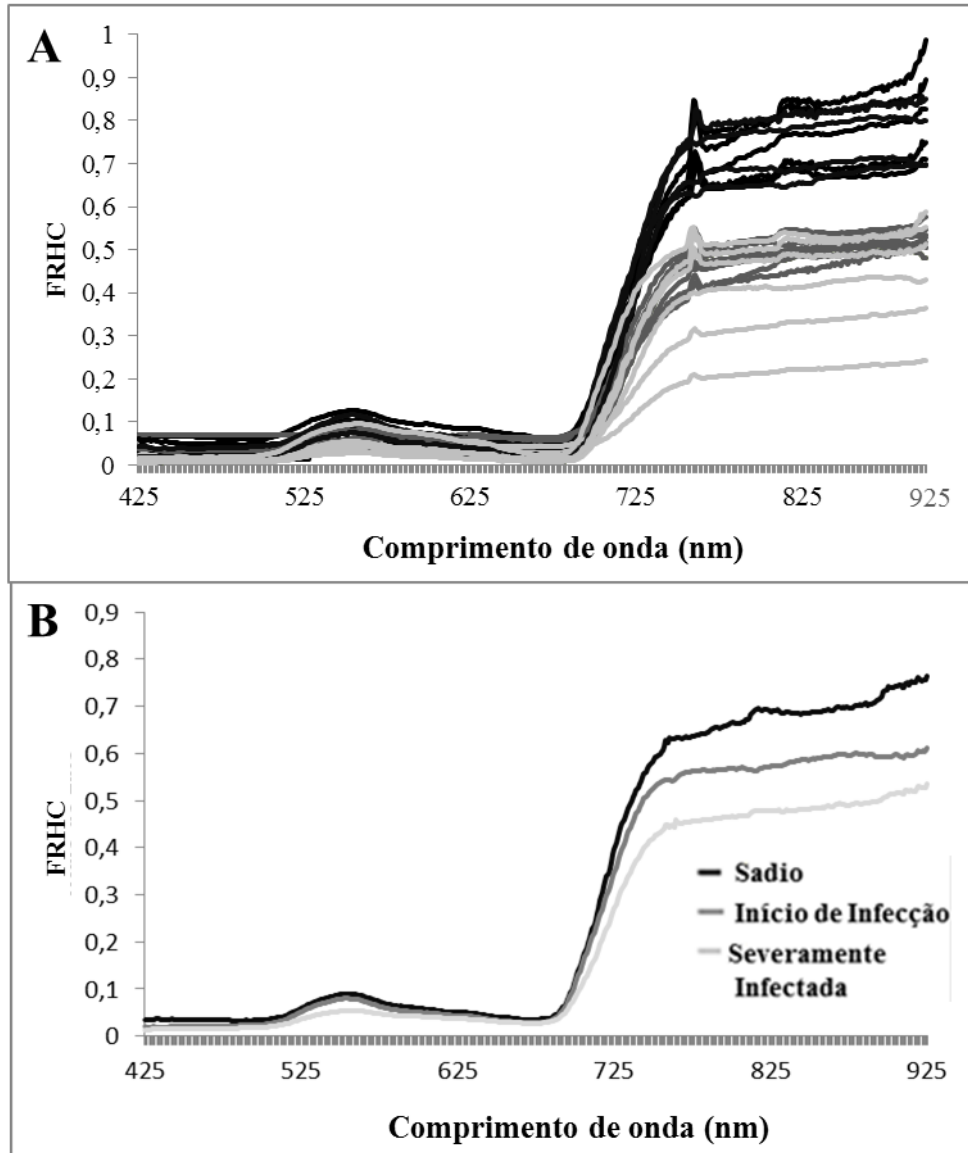 A
1
0,9
0,8
0,7
0,6
0,5
0,4
0,3
0,2
0,1
0
FRHC
425 525 625 725 825 925
Comprimento de onda (nm)
B
0,9
0,8
0,7
0,6
0,5
0,4
0,3
0,2
0,1
0
FRHC
Sadio
Início de Infecção
Severamente
Infectada
425 525 625 725 825 925
Comprimento de onda (nm)